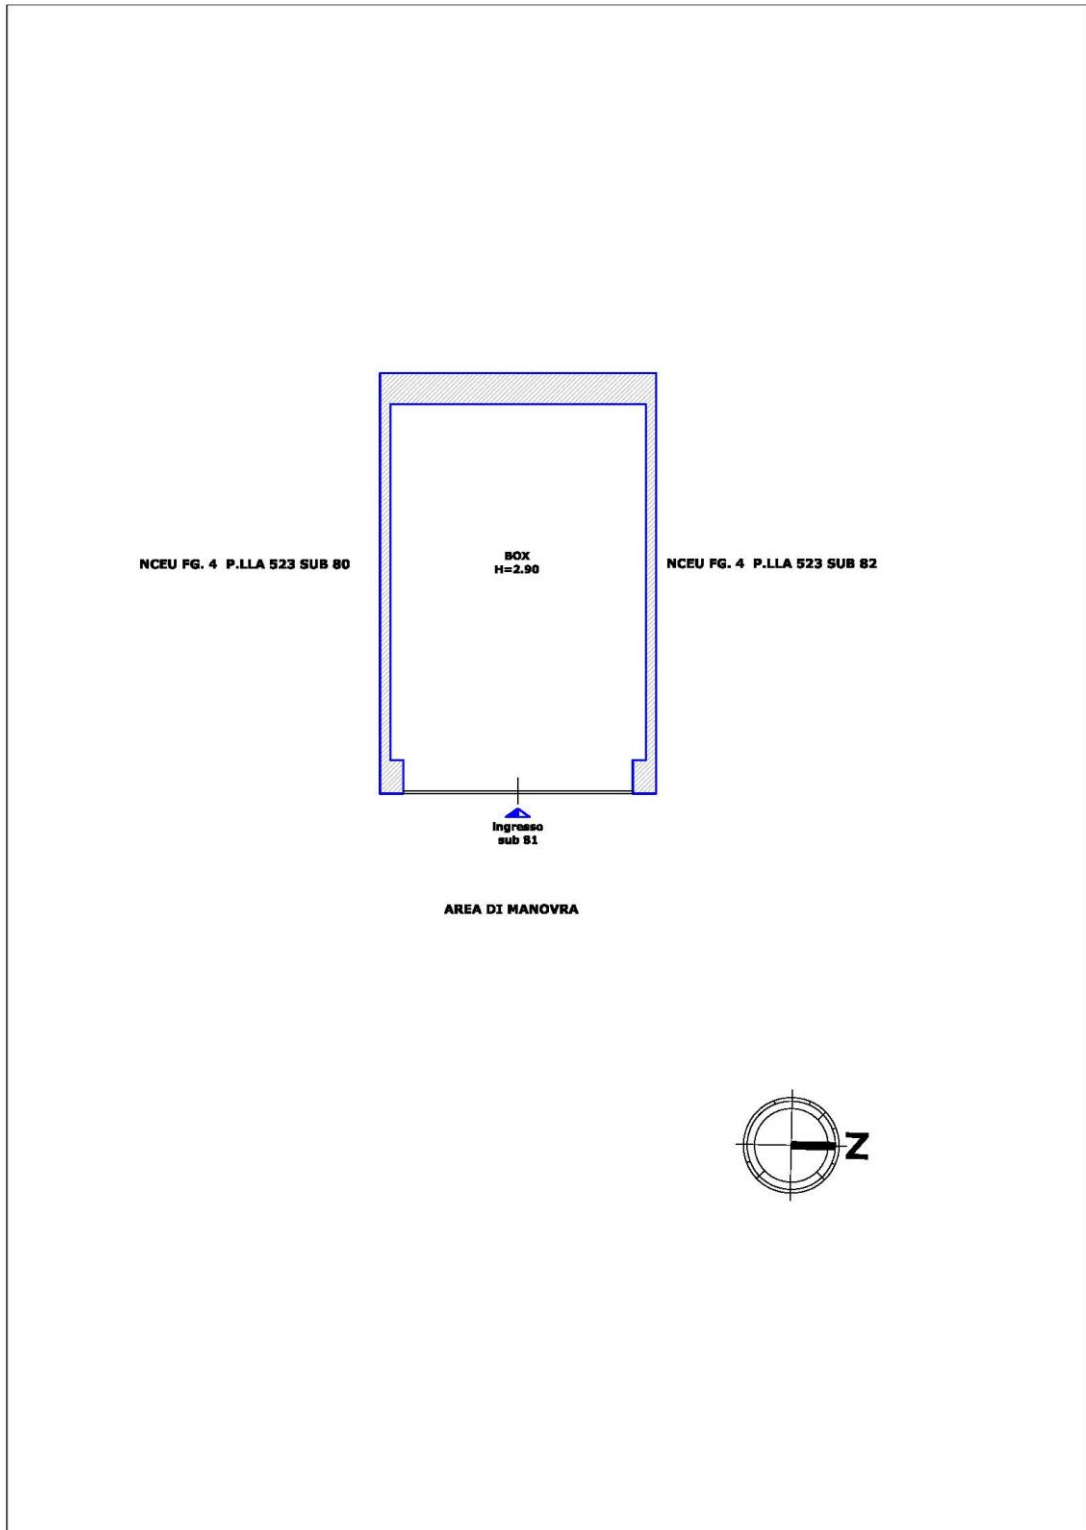 BOX
H=2.90
NCEU FG. 4 P.LLA 523 SUB 80
NCEU FG. 4 P.LLA 523 SUB 82
ingresso
sub 81
AREA DI MANOVRA
N